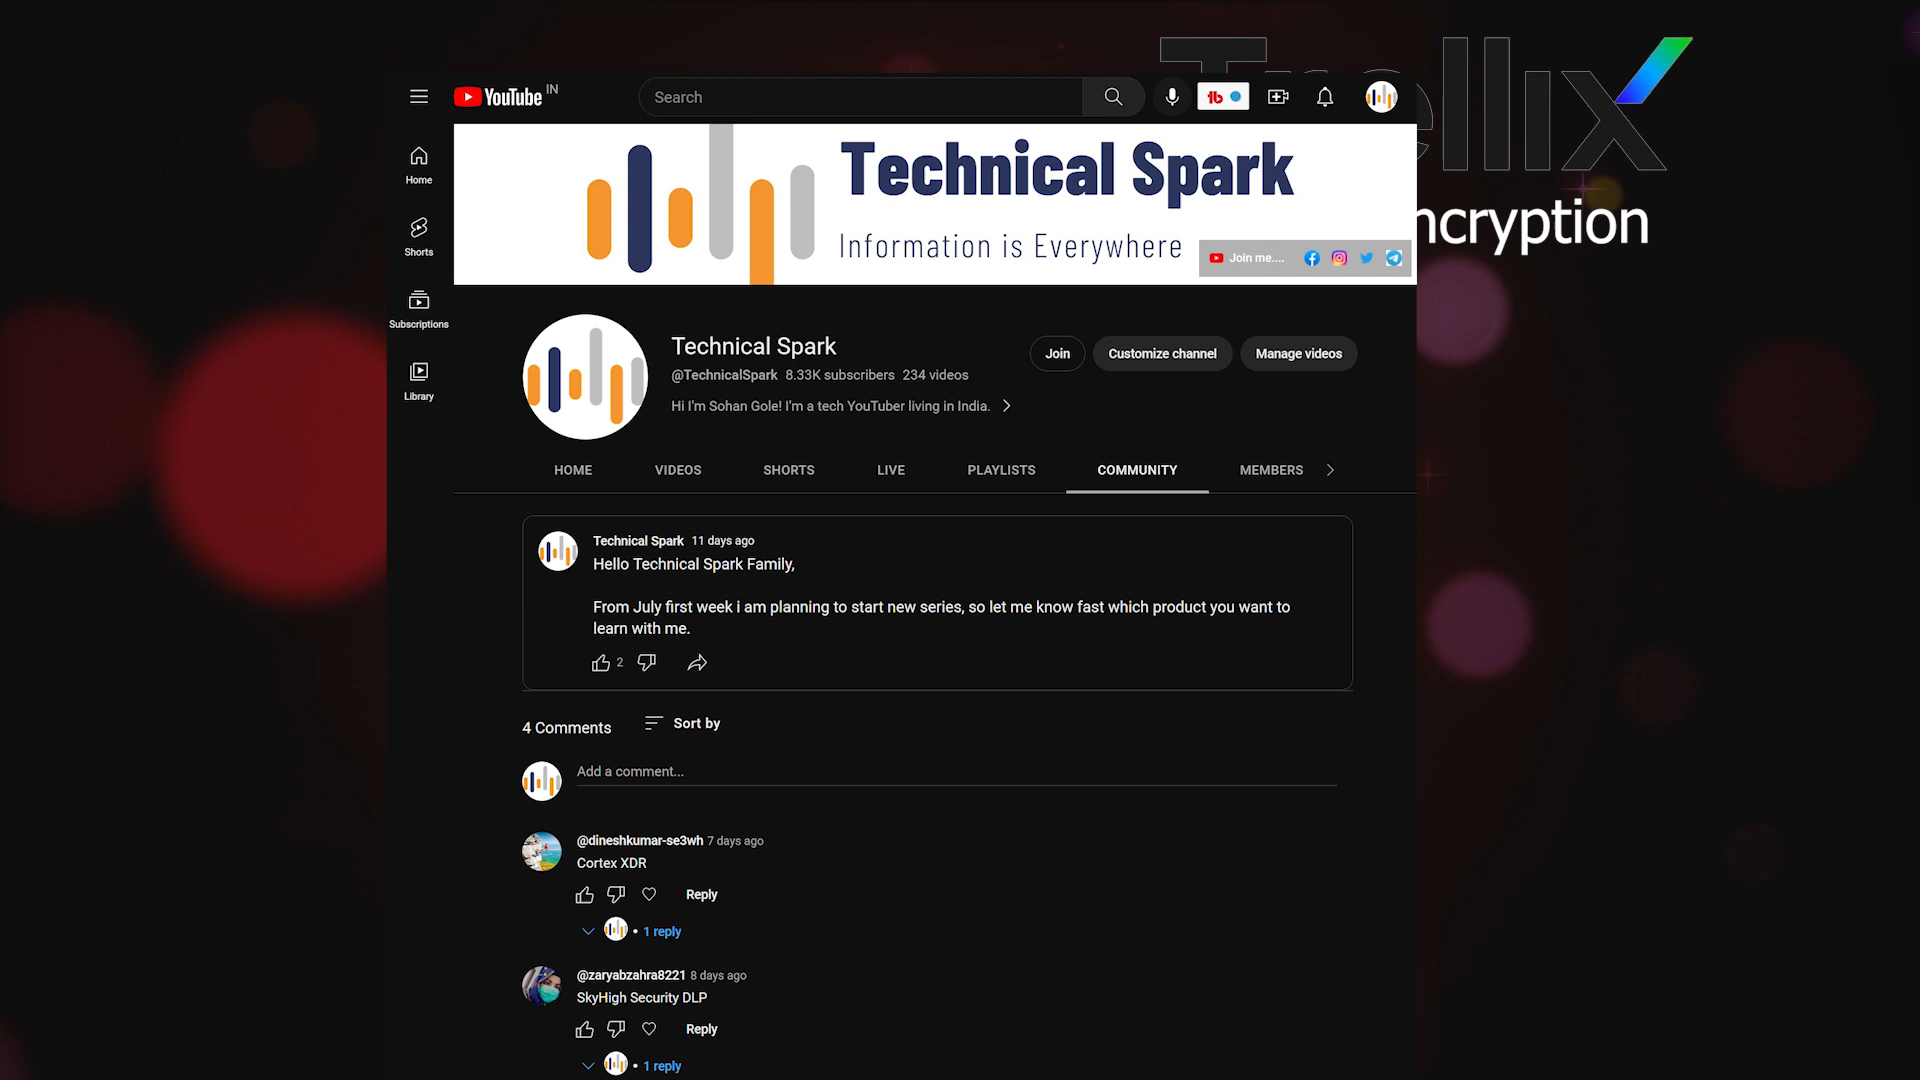 Trellix
ncryption
YouTube IN
Search
Technical Spark
Information is Everywhere
Join me....
Home
Shorts
Subscriptions
Library
Technical Spark
@TechnicalSpark 8.33K subscribers 234 videos
Hi I'm Sohan Gole! I'm a tech YouTuber living in India.
Join
Customize channel
Manage videos
HOME
VIDEOS
SHORTS
LIVE
PLAYLISTS
COMMUNITY
MEMBERS
Technical Spark 11 days ago
Hello Technical Spark Family,
From July first week i am planning to start new series, so let me know fast which product you want to
learn with me.
2
4 Comments
Sort by
Add a comment...
@dineshkumar-se3wh 7 days ago
Cortex XDR
Reply
• 1 reply
@zaryabzahra8221 8 days ago
SkyHigh Security DLP
Reply
• 1 reply